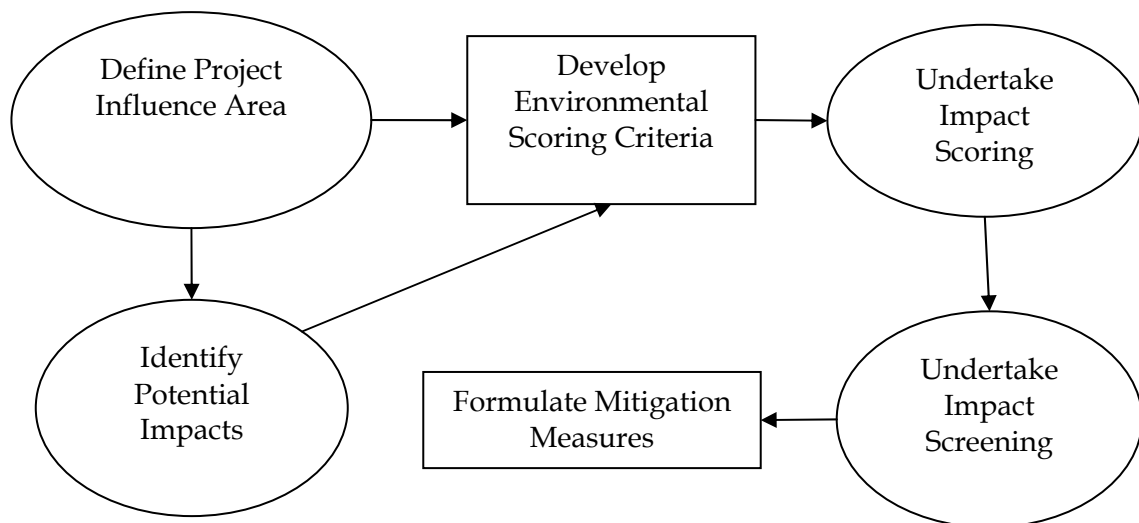 Define Project
Influence Area
Develop
Environmental
Scoring Criteria
Undertake
Impact
Scoring
Identify
Potential
Impacts
Formulate Mitigation
Measures
Undertake
Impact
Screening